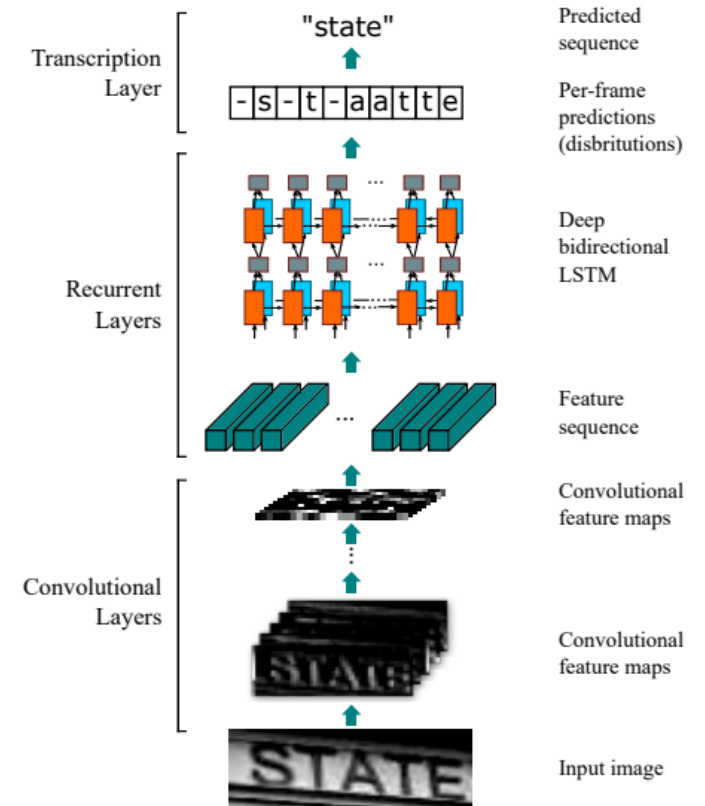 "state"
Predicted
sequence
Transcription
Layer
-s-t-aatte
Per-frame
predictions
(disbritutions)
Deep
bidirectional
LSTM
Recurrent
Layers
...
Feature
sequence
Convolutional
feature maps
Convolutional
Layers
STATE
Convolutional
feature maps
STATE
Input image